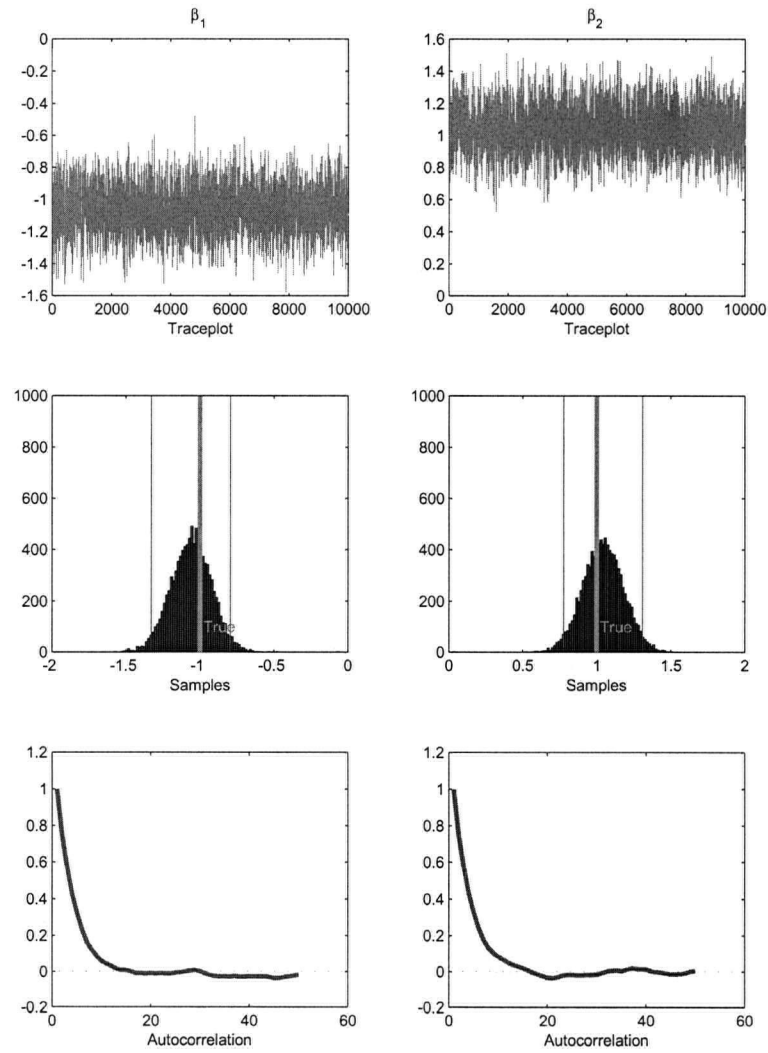 β1
0
-0.2
-0.4
-0.6
-0.8
-1
-1.2
-1.4
-1.6
0 2000 4000 6000 8000 10000
Traceplot
β2
1.6
1.4
1.2
1
0.8
0.6
0.4
0.2
0
0 2000 4000 6000 8000 10000
Traceplot
1000
800
600
400
200
0
True
-2 -1.5 -1 -0.5 0
Samples
1000
800
600
400
200
0
True
0 0.5 1 1.5 2
Samples
1.2
1
0.8
0.6
0.4
0.2
0
-0.2
0 20 40 60
Autocorrelation
1.2
1
0.8
0.6
0.4
0.2
0
-0.2
0 20 40 60
Autocorrelation